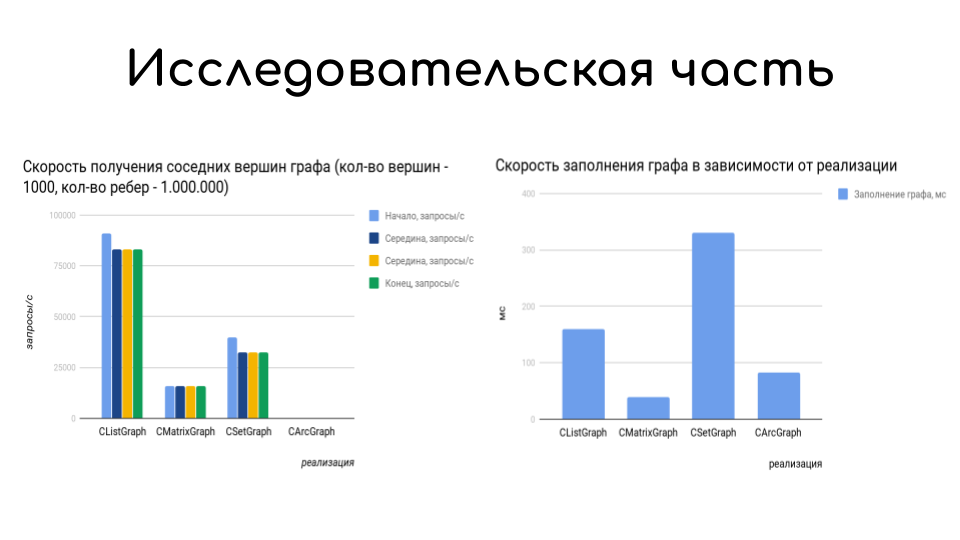 Исследовательская часть
Скорость получения соседних вершин графа (кол-во вершин -
1000, кол-во ребер - 1.000.000)
100000
75000
50000
25000
0
запросы/с
CListGraph CMatrixGraph CSetGraph CArcGraph
реализация
Начало, запросы/с
Середина, запросы/с
Середина, запросы/с
Конец, запросы/с
Скорость заполнения графа в зависимости от реализации
400
300
200
100
0
мс
CListGraph CMatrixGraph CSetGraph CArcGraph
реализация
Заполнение графа, мс